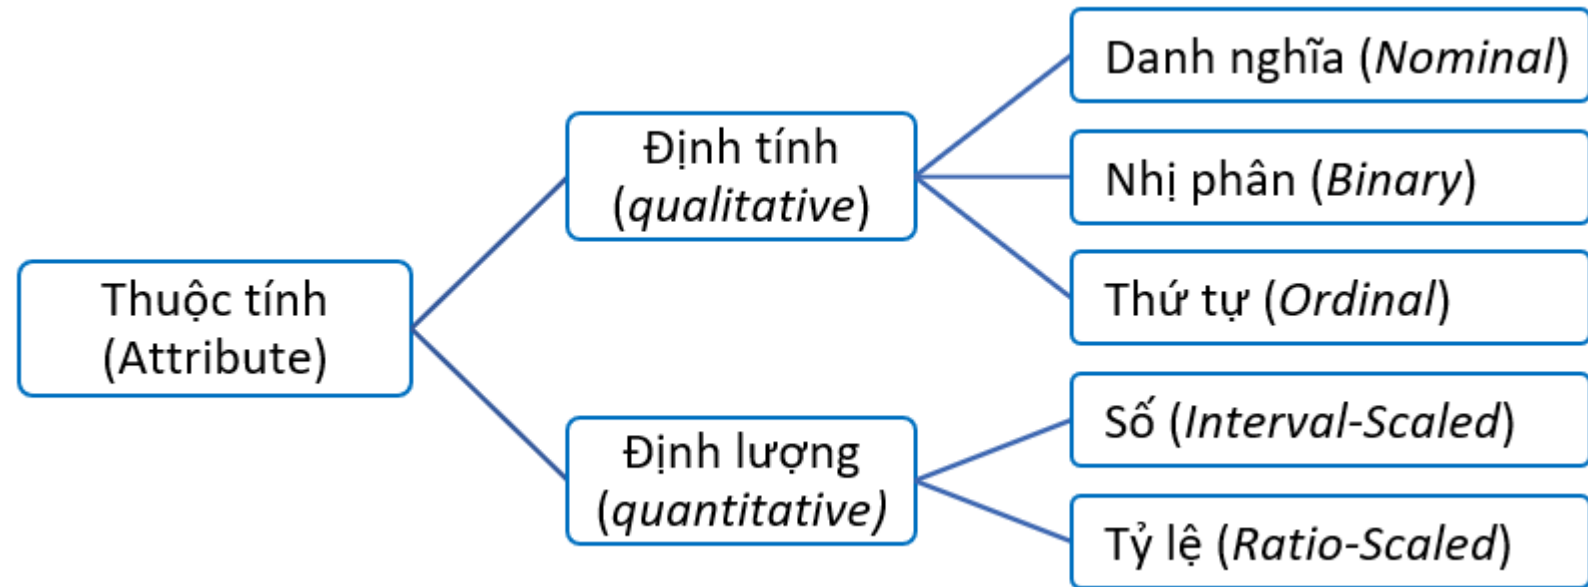 Thuộc tính
(Attribute)
Định tính
(qualitative)
Định lượng
(quantitative)
Danh nghĩa (Nominal)
Nhị phân (Binary)
Thứ tự (Ordinal)
Số (Interval-Scaled)
Tỷ lệ (Ratio-Scaled)